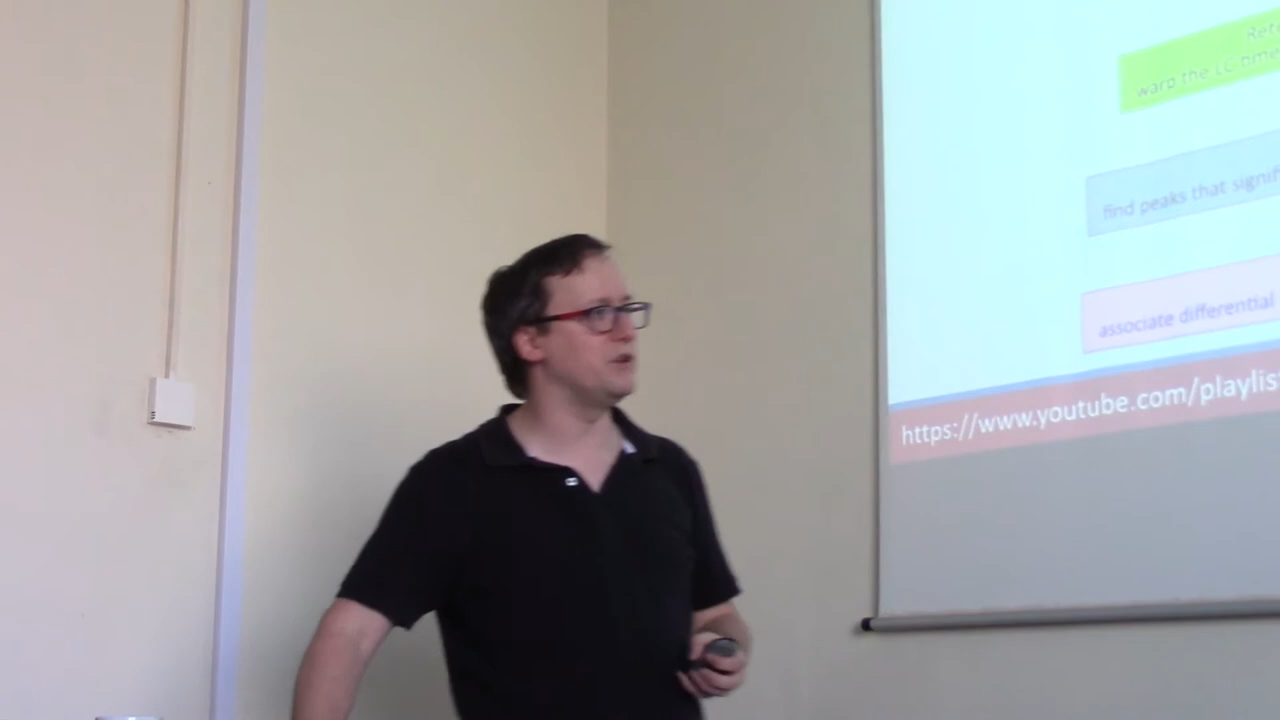 warp the LC time
find peaks that signif
associate differential
https://www.youtube.com/playlis